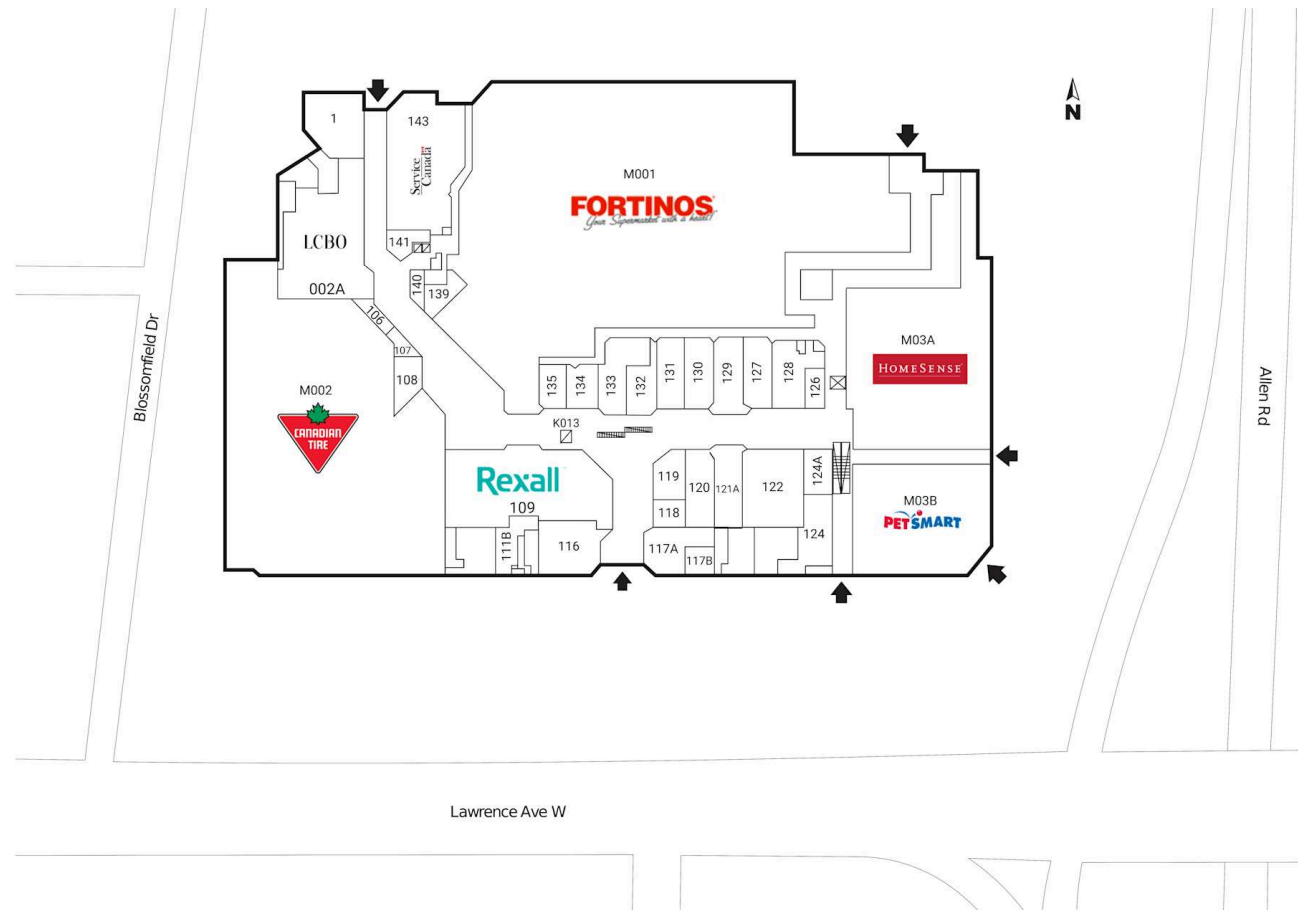 1
143
Service
Canada
M001
FORTINOS
Your Supermarket with a heart!
N
LCBO
002A
141
140
139
106
107
108
M002
CANADIAN
TIRE
Blossomfield Dr
M03A
HOMESENSE
Allen Rd
135
134
133
132
131
130
129
127
128
126
K013
Rexall
109
111B
116
119
118
120
121A
122
124A
124
117A
117B
M03B
PETSMART
Lawrence Ave W